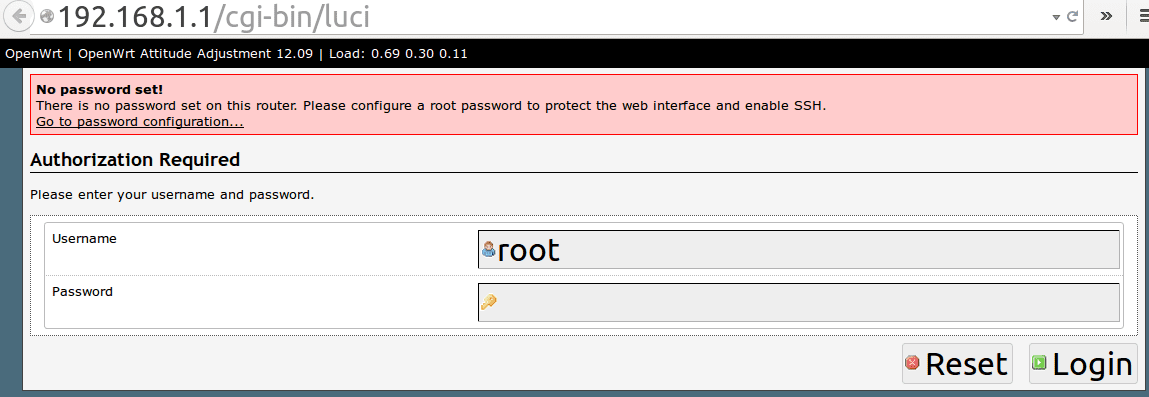 192.168.1.1/cgi-bin/luci
OpenWrt | OpenWrt Attitude Adjustment 12.09 | Load: 0.69 0.30 0.11
No password set!
There is no password set on this router. Please configure a root password to protect the web interface and enable SSH.
Go to password configuration...
Authorization Required
Please enter your username and password.
Username root
Password
Reset Login